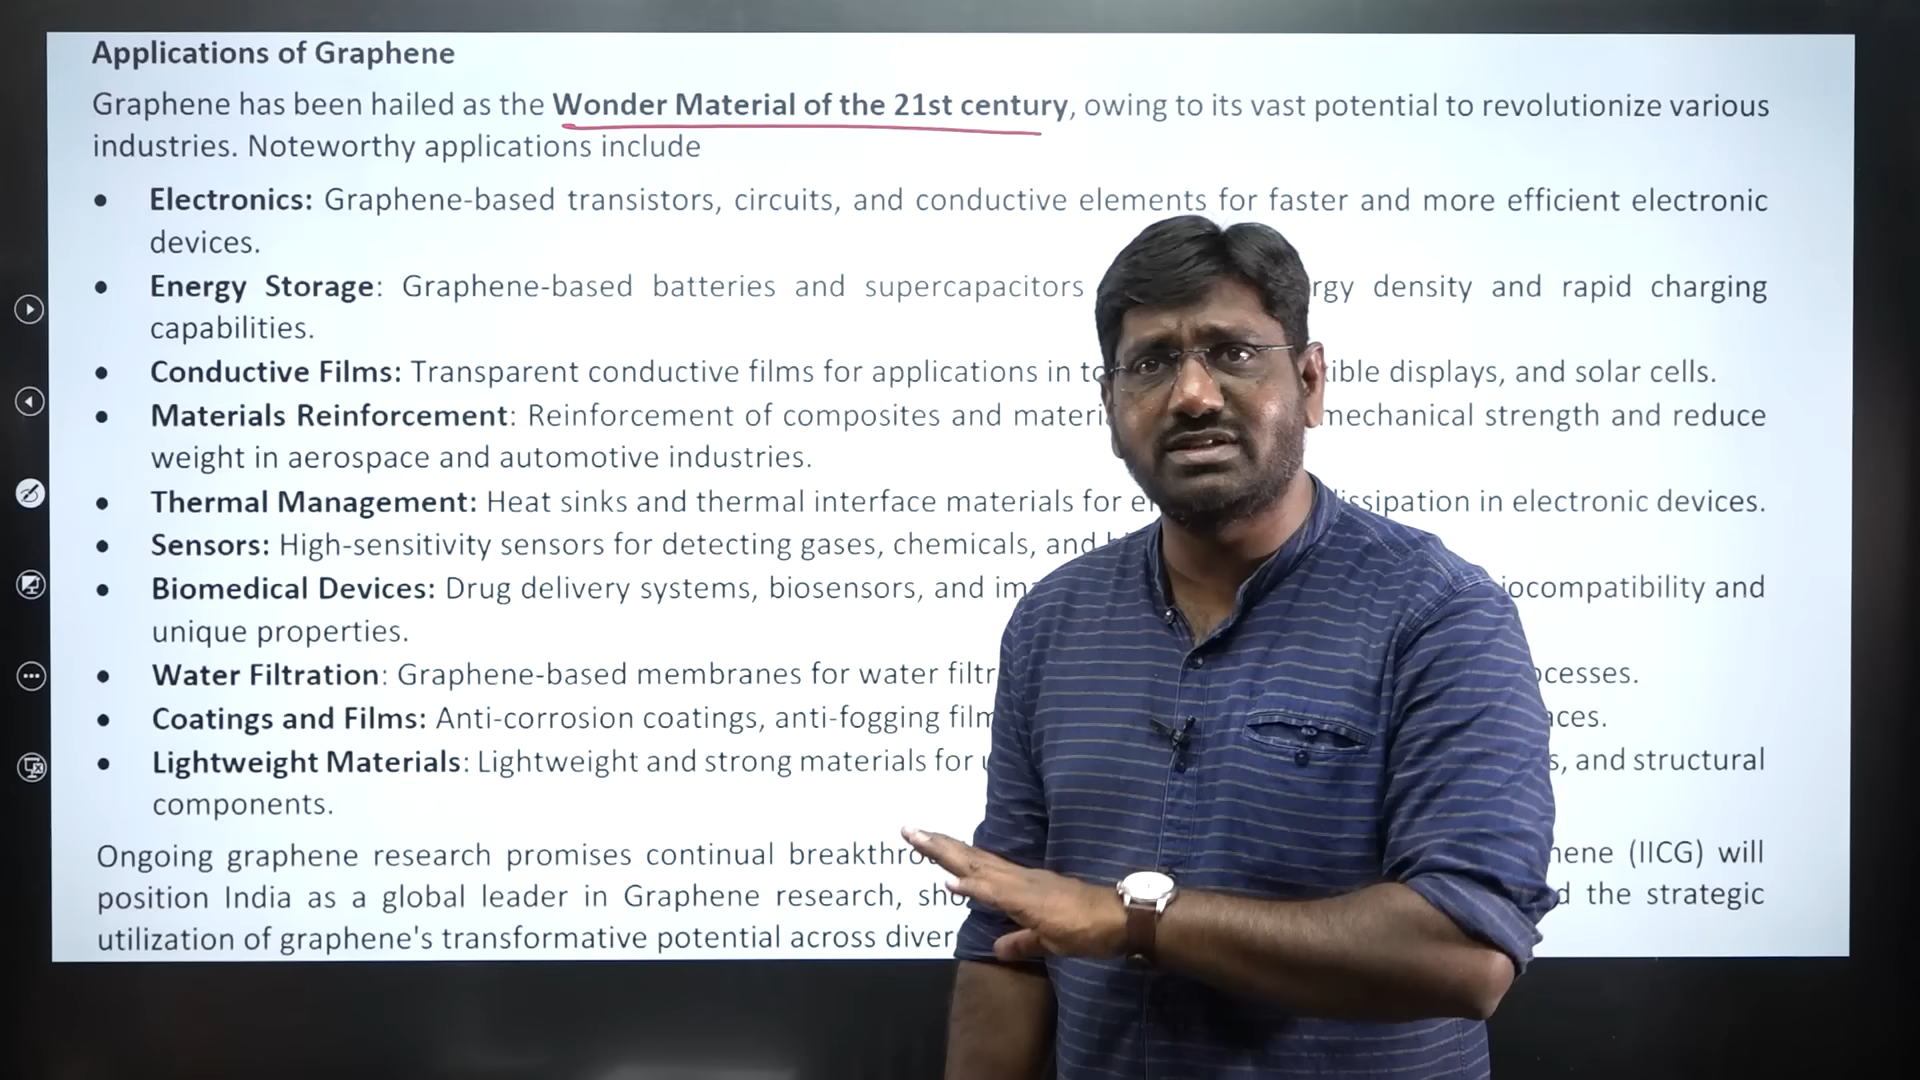 Applications of Graphene
Graphene has been hailed as the Wonder Material of the 21st century, owing to its vast potential to revolutionize various
industries. Noteworthy applications include
• Electronics: Graphene-based transistors, circuits, and conductive elements for faster and more efficient electronic
devices.
• Energy Storage: Graphene-based batteries and supercapacitors density and rapid charging
capabilities.
• Conductive Films: Transparent conductive films for applications in displays, and solar cells.
• Materials Reinforcement: Reinforcement of composites and mechanical strength and reduce
weight in aerospace and automotive industries.
• Thermal Management: Heat sinks and thermal interface materials for in electronic devices.
• Sensors: High-sensitivity sensors for detecting gases, chemicals, and
• Biomedical Devices: Drug delivery systems, biosensors, and and
unique properties.
• Water Filtration: Graphene-based membranes for water
• Coatings and Films: Anti-corrosion coatings, anti-fogging
• Lightweight Materials: Lightweight and strong materials for and structural
components.
Ongoing graphene research promises continual (IICG) will
position India as a global leader in Graphene research, the strategic
utilization of graphene's transformative potential across